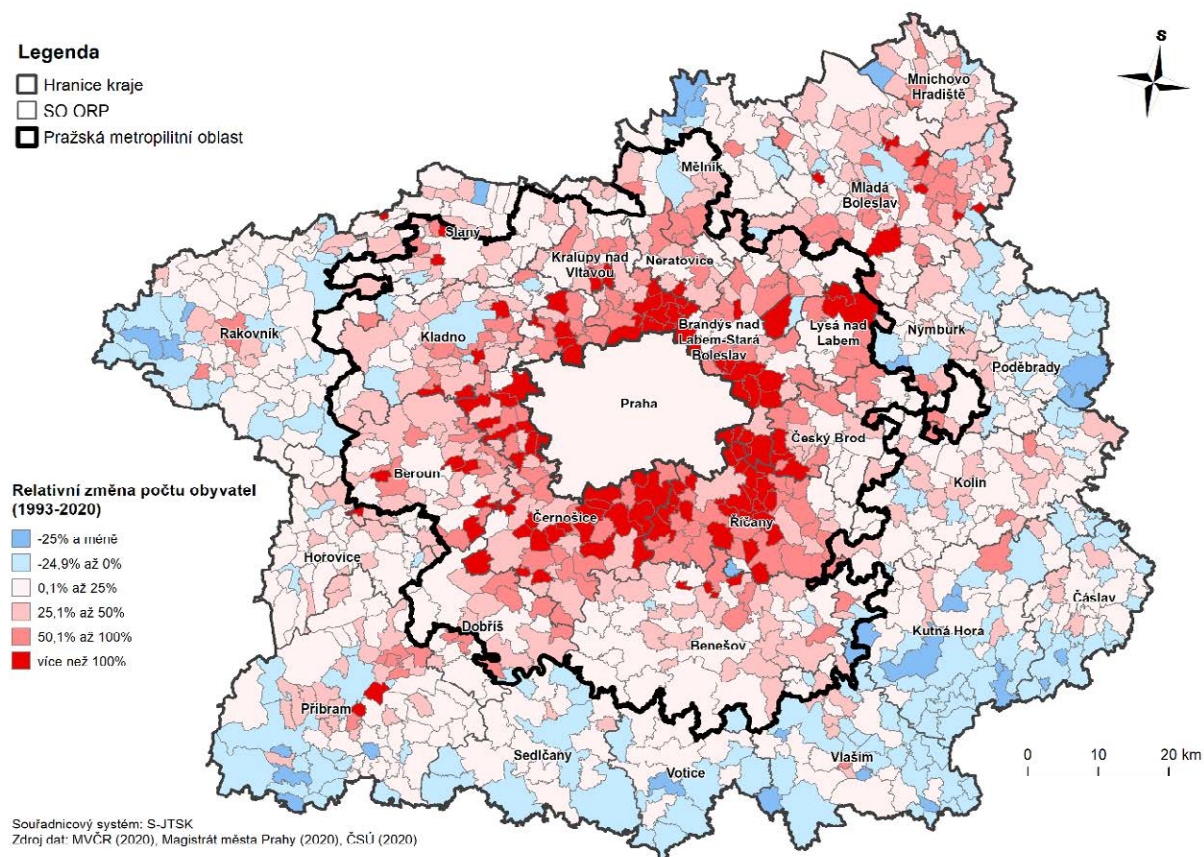 Legenda
Hranice kraje
SO ORP
Pražská metropilitní oblast
S
Mnichovo
Hradiště
Mělník
Mladá
Boleslav
Slaný
Kralupy nad
Vltavou
Neratovice
Rakovník
Kladno
Brandýs nad
Labem-Stará
Boleslav
Lysá nad
Labem
Nymburk
Poděbrady
Praha
Český Brod
Beroun
Kolín
Relativní změna počtu obyvatel
(1993-2020)
-25% a méně
-24,9% až 0%
0,1% až 25%
25,1% až 50%
50,1% až 100%
více než 100%
Černošice
Říčany
Hořovice
Čáslav
Kutná Hora
Dobříš
Benešov
Příbram
Sedlčany
Votice
Vlašim
0 10 20 km
Souřadnicový systém: S-JTSK
Zdroj dat: MVČR (2020), Magistrát města Prahy (2020), ČSÚ (2020)